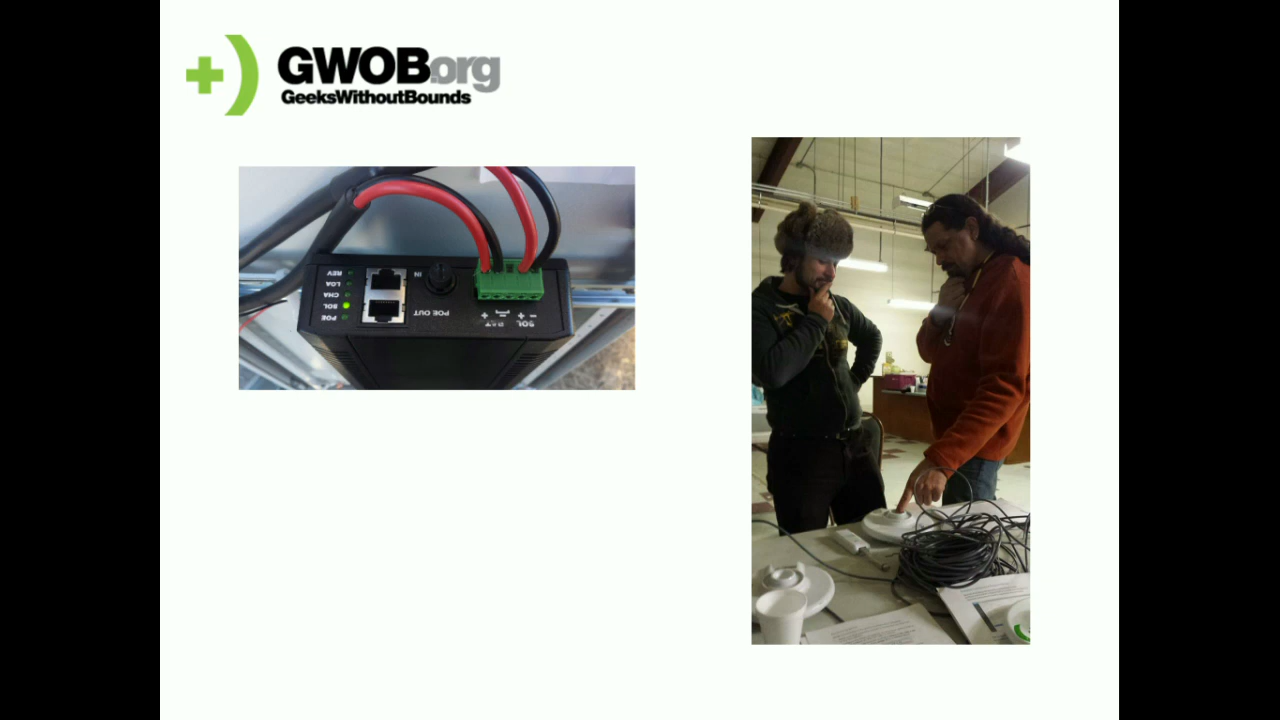 GWOB.org
GeeksWithoutBounds
REV
LOA
CHA
SOL
POE
IN
POE OUT
+ BAT - + SOL -